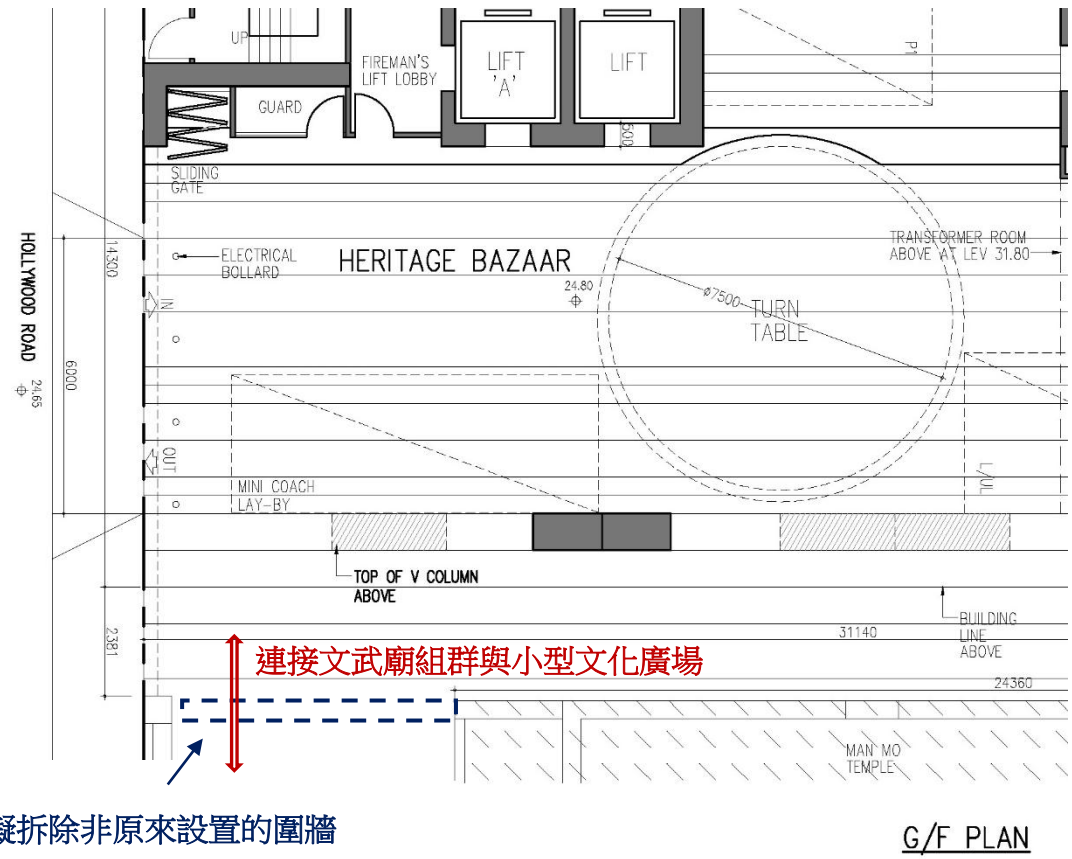 UP
FIREMAN'S
LIFT LOBBY
LIFT
'A'
LIFT
P1
GUARD
500
SLIDING
GATE
HOLLYWOOD ROAD
24.65
14300
6000
2381
ELECTRICAL
BOLLARD
HERITAGE BAZAAR
24.80
IN
OUT
ø7500
TURN
TABLE
TRANSFORMER ROOM
ABOVE AT LEV 31.80
MINI COACH
LAY-BY
L/UL
TOP OF V COLUMN
ABOVE
BUILDING
LINE
ABOVE
31140
24360
連接文武廟組群與小型文化廣場
MAN MO
TEMPLE
擬拆除非原來設置的圍牆
G/F PLAN